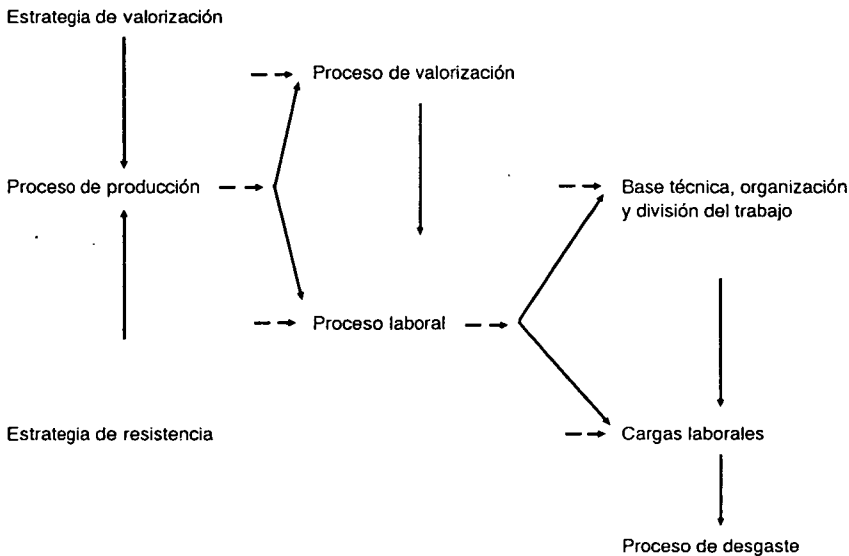 Estrategia de valorización
Proceso de valorización
Proceso de producción
Base técnica, organización
y división del trabajo
Proceso laboral
Estrategia de resistencia
Cargas laborales
Proceso de desgaste